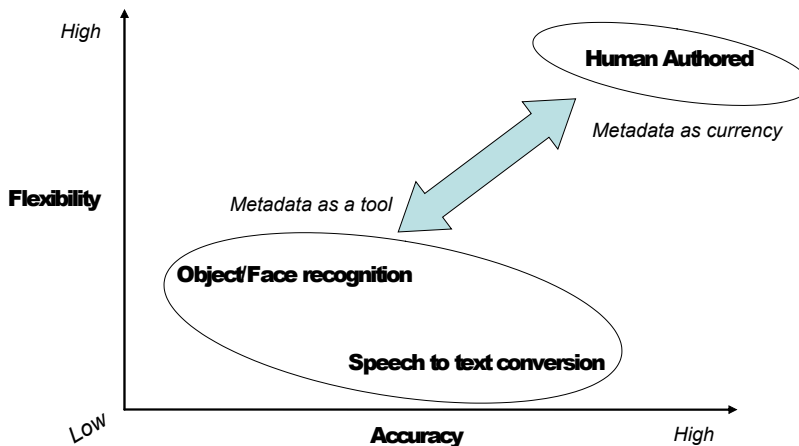 High
Human Authored
Metadata as currency
Flexibility
Metadata as a tool
Object/Face recognition
Speech to text conversion
Low
Accuracy
High